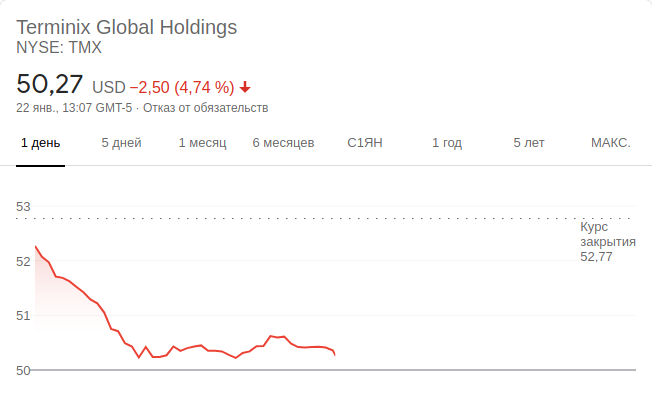 Terminix Global Holdings
NYSE: TMX
50,27 USD −2,50 (4,74 %)
22 янв., 13:07 GMT-5 · Отказ от обязательств
1 день 5 дней 1 месяц 6 месяцев С1ЯН 1 год 5 лет МАКС.
53
Курс
закрытия
52,77
52
51
50